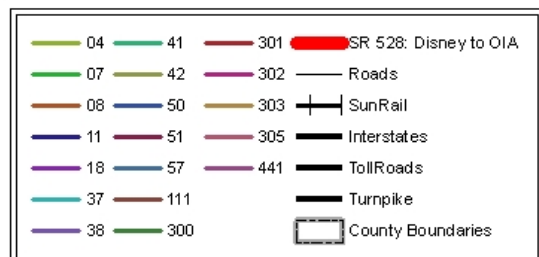 04 41 301 SR 528: Disney to OIA
07 42 302 Roads
08 50 303 SunRail
11 51 305 Interstates
18 57 441 TollRoads
37 111 Turnpike
38 300 County Boundaries